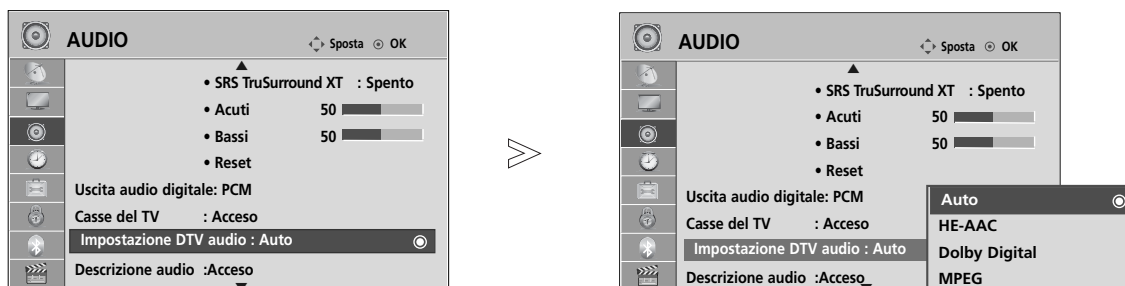 AUDIO
Sposta OK
• SRS TruSurround XT : Spento
• Acuti 50
• Bassi 50
• Reset
Uscita audio digitale: PCM
Casse del TV : Acceso
Impostazione DTV audio : Auto
Descrizione audio :Acceso
AUDIO
Sposta OK
• SRS TruSurround XT : Spento
• Acuti 50
• Bassi 50
• Reset
Uscita audio digitale: PCM
Casse del TV : Acceso
Impostazione DTV audio : Auto
Descrizione audio :Acceso
Auto
HE-AAC
Dolby Digital
MPEG